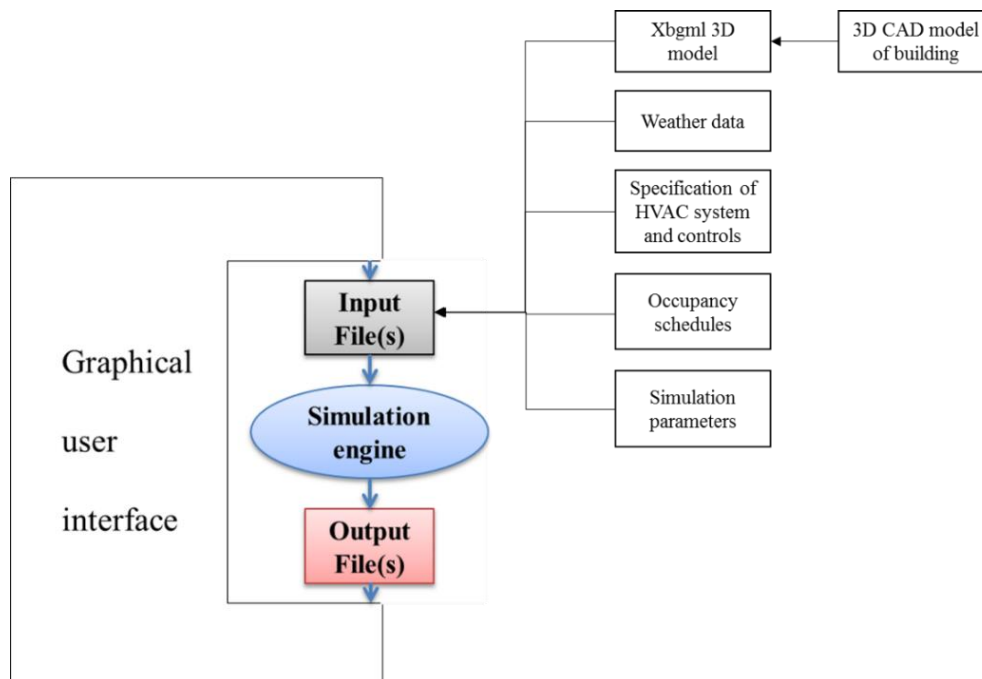 Xbgml 3D
model
3D CAD model
of building
Weather data
Specification of
HVAC system
and controls
Occupancy
schedules
Simulation
parameters
Graphical
user
interface
Input
File(s)
Simulation
engine
Output
File(s)